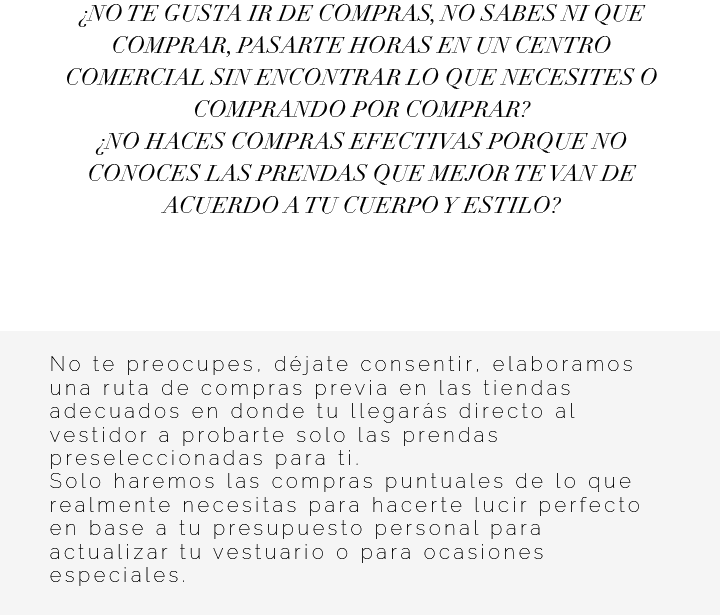 ¿NO TE GUSTA IR DE COMPRAS, NO SABES NI QUE
COMPRAR, PASARTE HORAS EN UN CENTRO
COMERCIAL SIN ENCONTRAR LO QUE NECESITES O
COMPRANDO POR COMPRAR?
¿NO HACES COMPRAS EFECTIVAS PORQUE NO
CONOCES LAS PRENDAS QUE MEJOR TE VAN DE
ACUERDO A TU CUERPO Y ESTILO?
No te preocupes, déjate consentir, elaboramos
una ruta de compras previa en las tiendas
adecuados en donde tu llegarás directo al
vestidor a probarte solo las prendas
preseleccionadas para ti.
Solo haremos las compras puntuales de lo que
realmente necesitas para hacerte lucir perfecto
en base a tu presupuesto personal para
actualizar tu vestuario o para ocasiones
especiales.